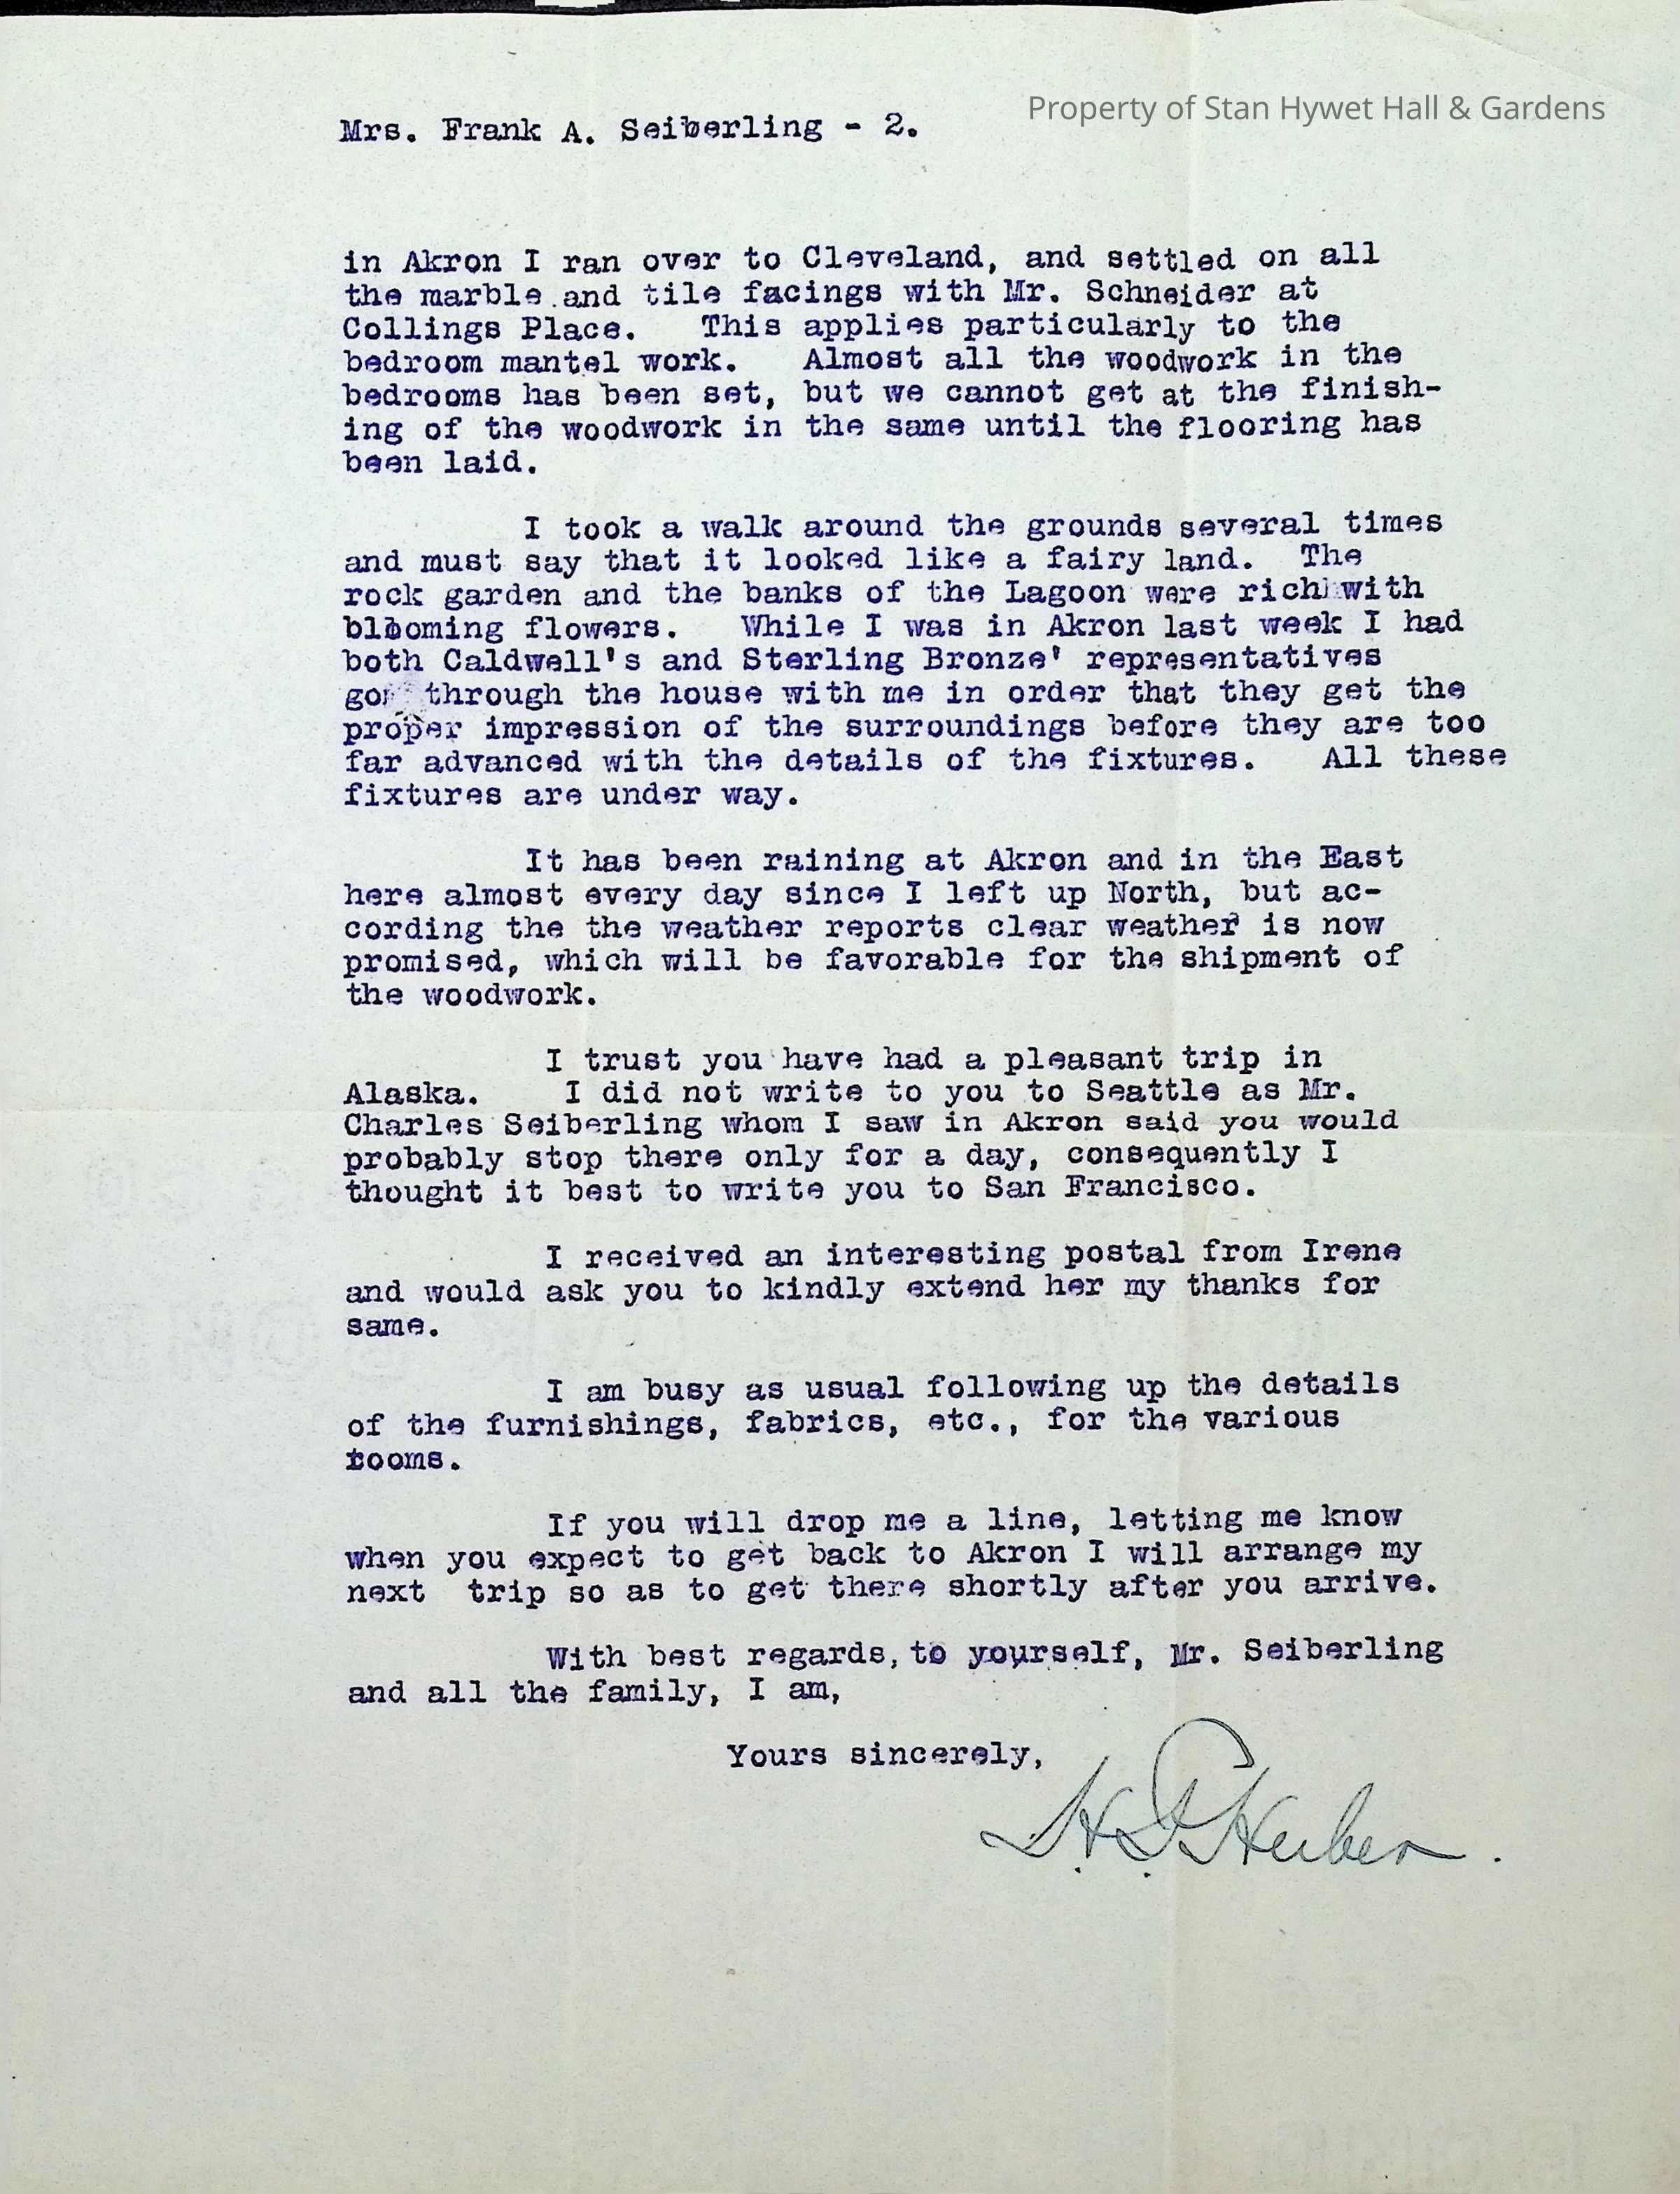 Property of Stan Hywet Hall & Gardens
Mrs. Frank A. Seiberling - 2.
in Akron I ran over to Cleveland, and settled on all
the marble and tile facings with Mr. Schneider at
Collings Place. This applies particularly to the
bedroom mantel work. Almost all the woodwork in the
bedrooms has been set, but we cannot get at the finish-
ing of the woodwork in the same until the flooring has
been laid.
I took a walk around the grounds several times
and must say that it looked like a fairy land. The
rock garden and the banks of the Lagoon were rich with
blooming flowers. While I was in Akron last week I had
both Caldwell's and Sterling Bronze' representatives
go through the house with me in order that they get the
proper impression of the surroundings before they are too
far advanced with the details of the fixtures. All these
fixtures are under way.
It has been raining at Akron and in the East
here almost every day since I left up North, but ac-
cording the the weather reports clear weather is now
promised, which will be favorable for the shipment of
the woodwork.
I trust you have had a pleasant trip in
Alaska. I did not write to you to Seattle as Mr.
Charles Seiberling whom I saw in Akron said you would
probably stop there only for a day, consequently I
thought it best to write you to San Francisco.
I received an interesting postal from Irene
and would ask you to kindly extend her my thanks for
same.
I am busy as usual following up the details
of the furnishings, fabrics, etc., for the various
rooms.
If you will drop me a line, letting me know
when you expect to get back to Akron I will arrange my
next trip so as to get there shortly after you arrive.
With best regards, to yourself, Mr. Seiberling
and all the family, I am,
Yours sincerely,
H. F. Huber.